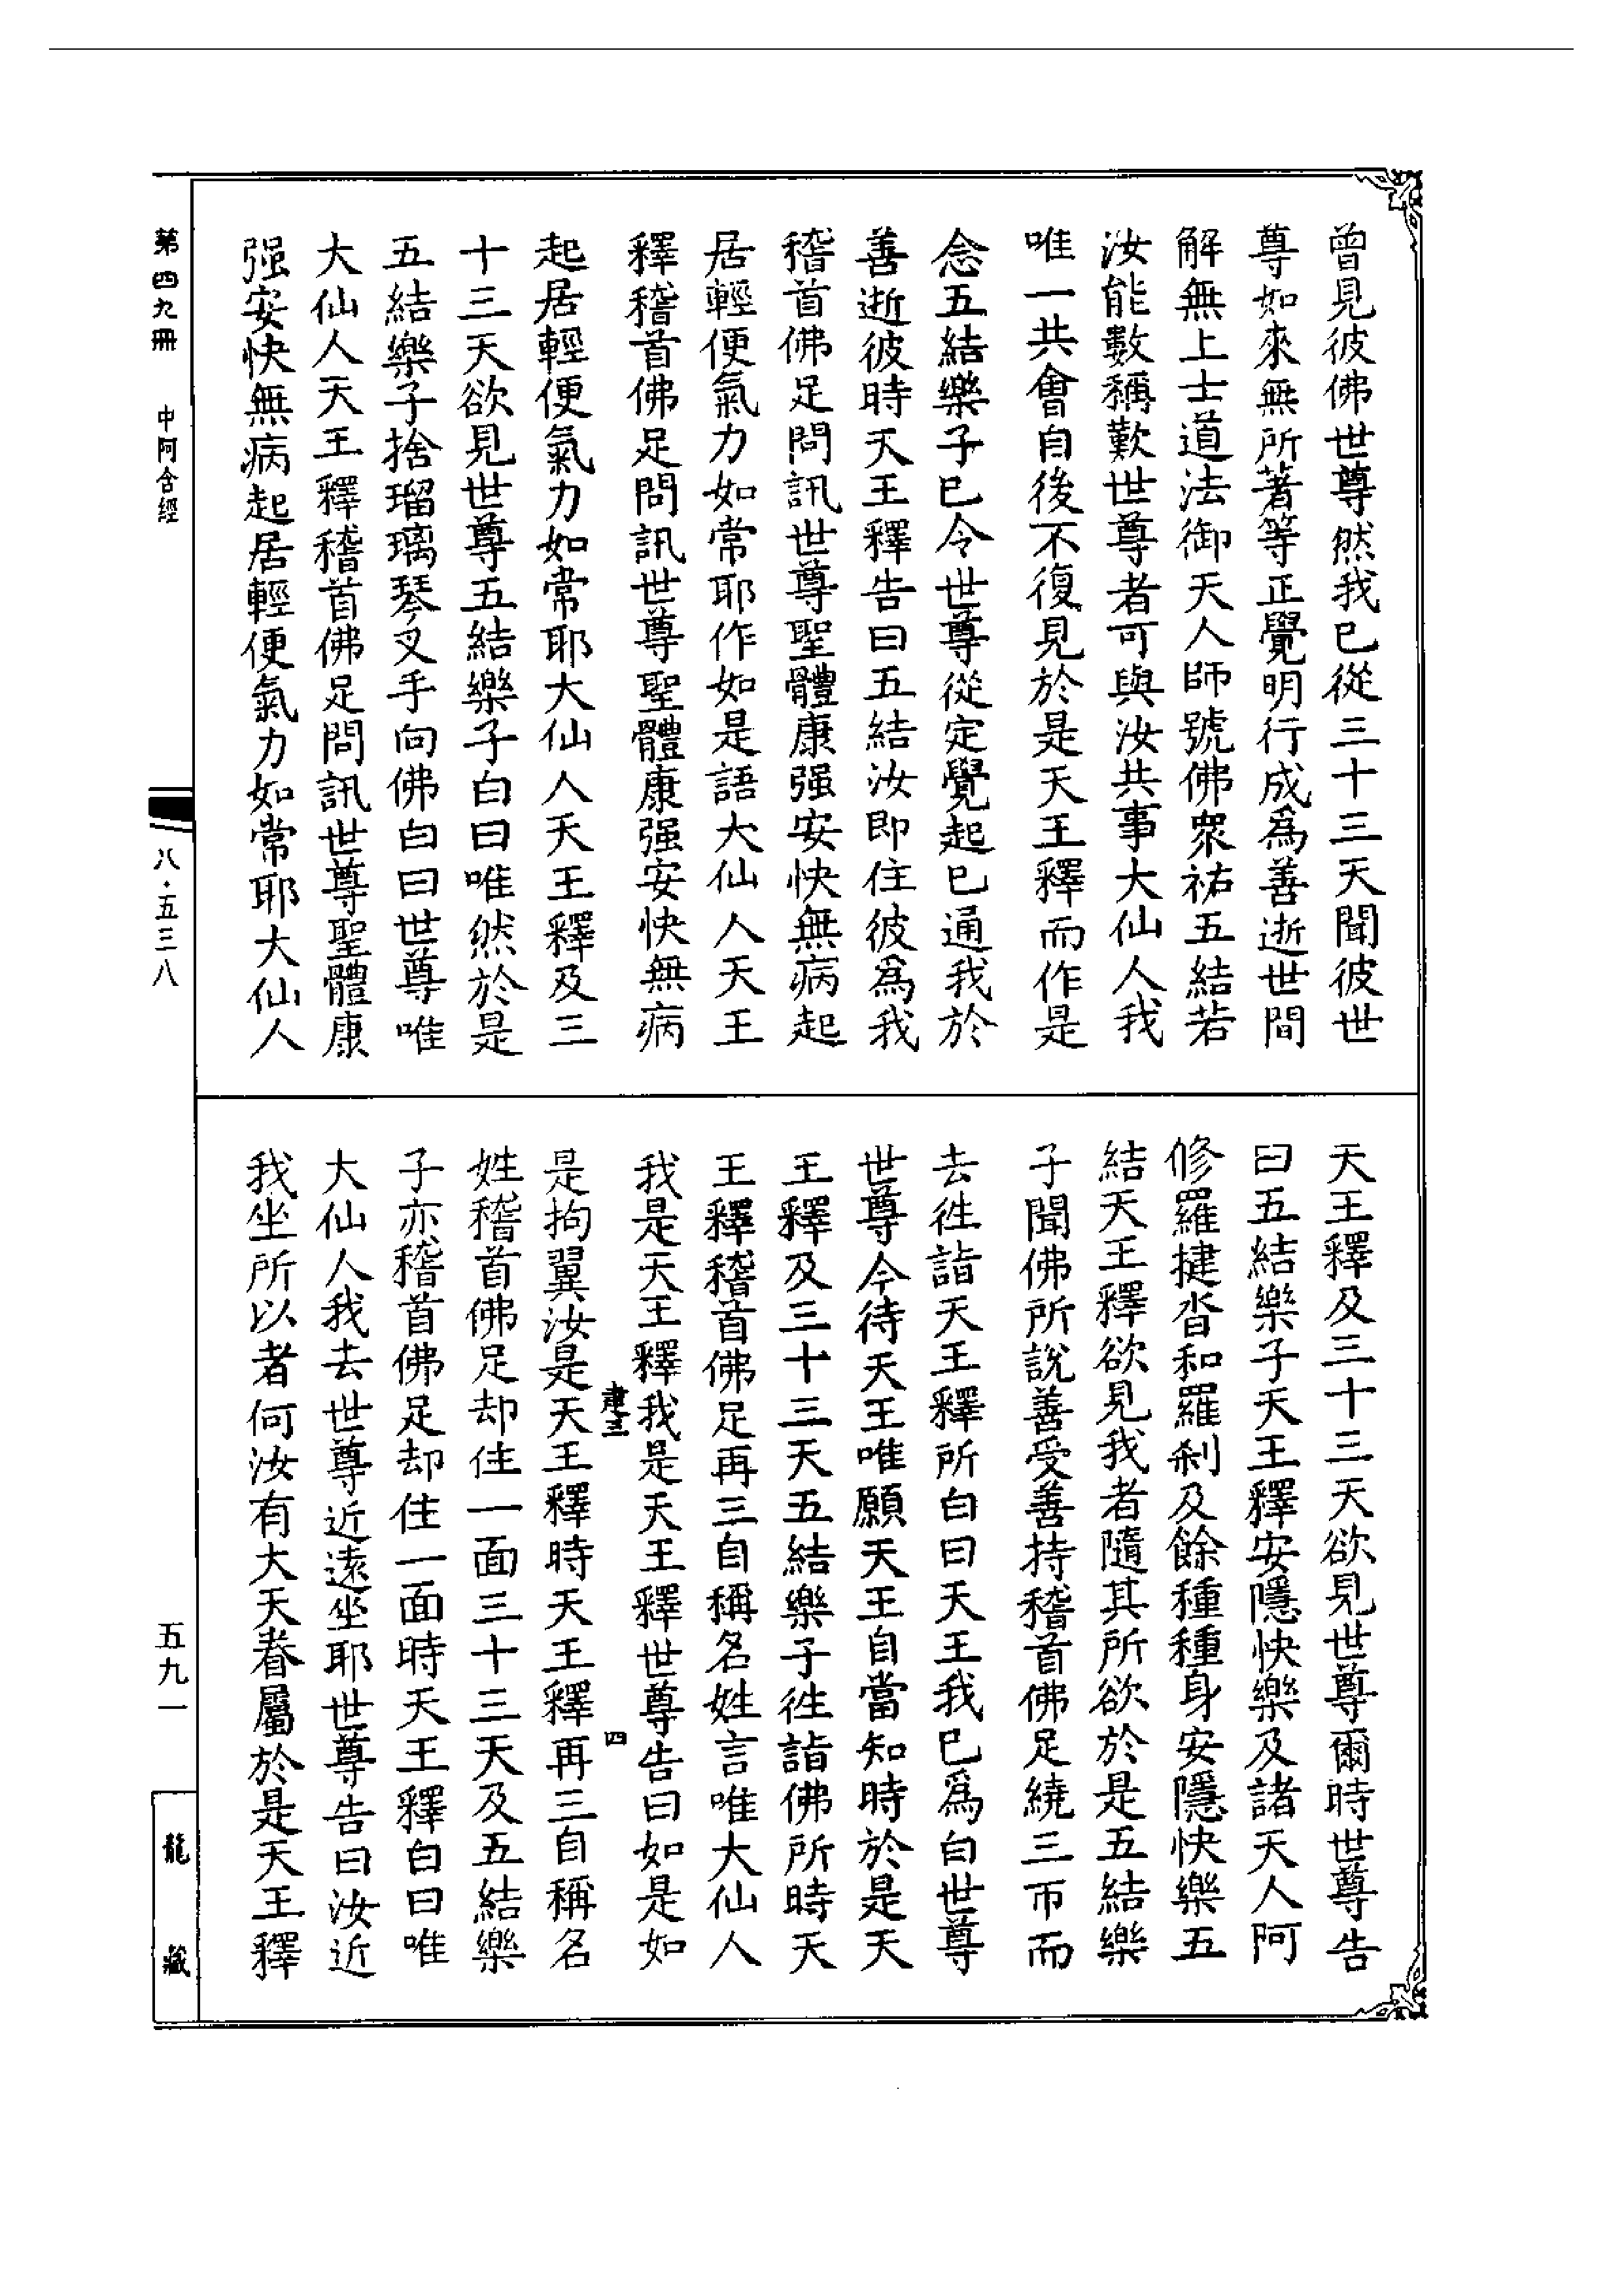 曾見彼佛世尊然我已從三十三天聞彼世
尊如來無所著等正覺明行成為善逝世間
解無上士道法御天人師號佛衆祐五結若
汝能數稱歎世尊者可與汝共事大仙人我
唯一共會自後不復見於是天王釋而作是
念五結樂子已令世尊從定覺起已通我於
善逝彼時天王釋告曰五結汝即住彼為我
稽首佛足問訊世尊聖體康强安快無病起
居輕便氣力如常耶作如是語大仙人天王
釋稽首佛足問訊世尊聖體康强安快無病
起居輕便氣力如常耶大仙人天王釋及三
十三天欲見世尊五結樂子白曰唯然於是
五結樂子捨瑠璃琴叉手向佛白曰世尊唯
大仙人天王釋稽首佛足問訊世尊聖體康
强安快無病起居輕便氣力如常耶大仙人
天王釋及三十三天欲見世尊爾時世尊告
曰五結樂子天王釋安隱快樂及諸天人阿
修羅揵沓和羅刹及餘種種身安隱快樂五
結天王釋欲見我者隨其所欲於是五結樂
子聞佛所說善受善持稽首佛足繞三帀而
去徃詣天王釋所白曰天王我已為白世尊
世尊今待天王唯願天王自當知時於是天
王釋及三十三天五結樂子徃詣佛所時天
王釋稽首佛足再三自稱名姓言唯大仙人
我是天王釋我是天王釋世尊告曰如是如
建三
四
是拘翼汝是天王釋時天王釋再三自稱名
姓稽首佛足却住一面三十三天及五結樂
子亦稽首佛足却住一面時天王釋白曰唯
大仙人我去世尊近遠坐耶世尊告曰汝近
我坐所以者何汝有大天眷屬於是天王釋
第四九冊
中阿含經
八·五三八
五九一
龍藏